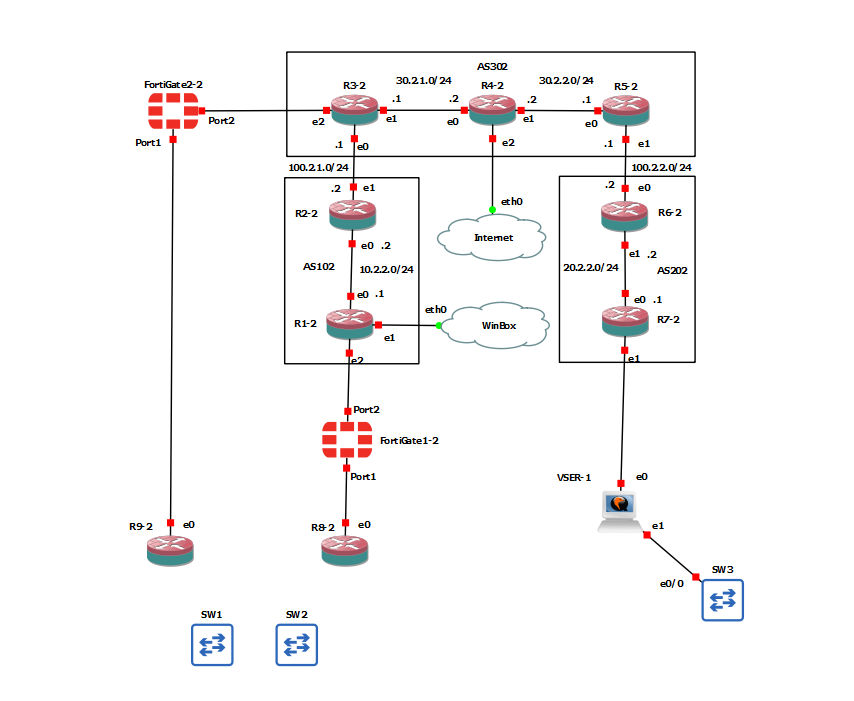 AS302
FortiGate2-2
R3-2
30.2.1.0/24
R4-2
30.2.2.0/24
R5-2
.1
.2
.2
.1
Port2
e2
e1
e0
e1
e0
Port1
.1
e0
e2
.1
e1
100.2.1.0/24
100.2.2.0/24
.2
e1
eth0
.2
e0
R2-2
R6-2
Internet
e0
.2
e1
.2
AS102
10.2.2.0/24
20.2.2.0/24
AS202
e0
.1
eth0
e0
.1
R1-2
WinBox
R7-2
e1
e2
e1
Port2
FortiGate1-2
Port1
VSER-1
e0
R9-2
e0
R8-2
e0
e1
SW3
e0/0
SW1
SW2